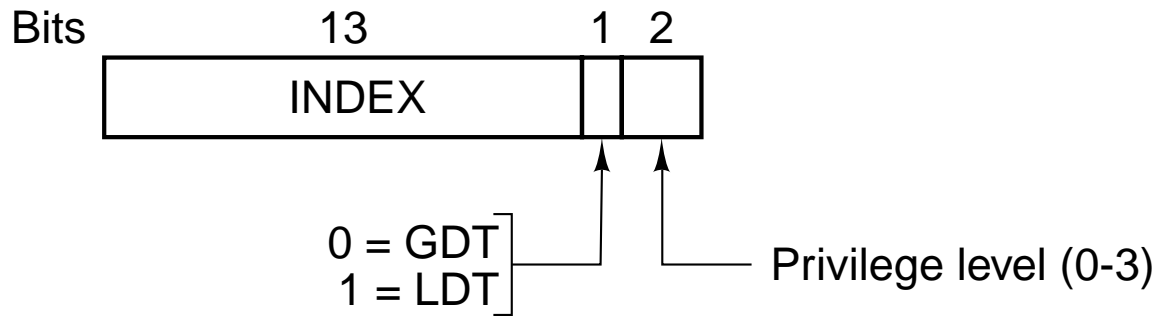 Bits 13 1 2
INDEX
0 = GDT
1 = LDT
Privilege level (0-3)